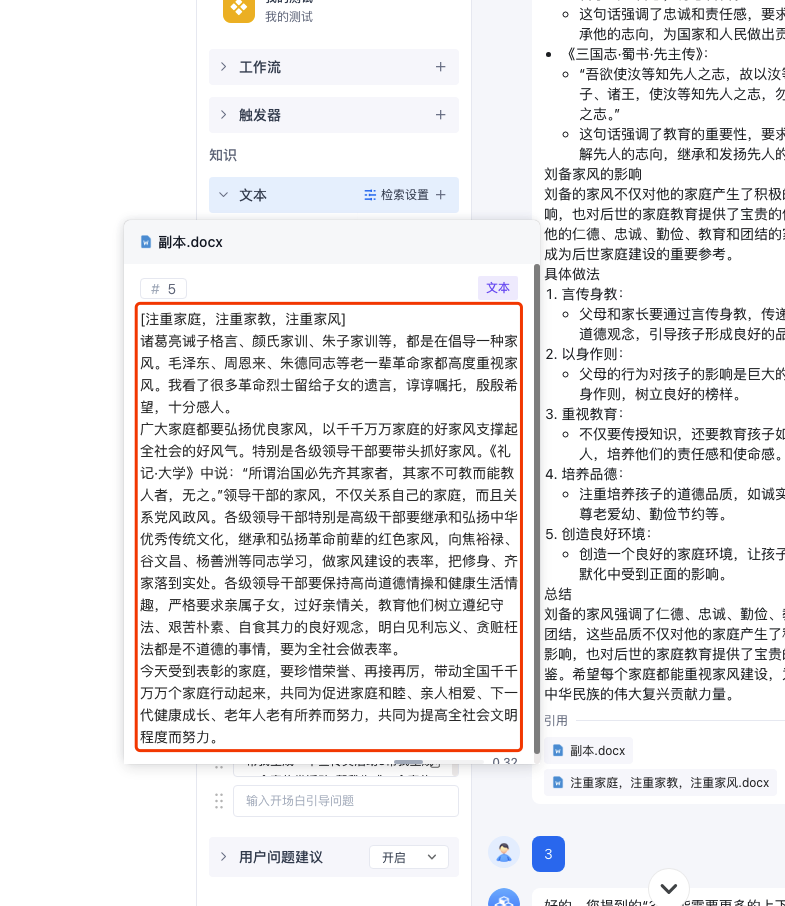 我的测试
工作流
触发器
知识
文本
检索设置
副本.docx
# 5
文本
[注重家庭，注重家教，注重家风]
诸葛亮诫子格言、颜氏家训、朱子家训等，都是在倡导一种家
风。毛泽东、周恩来、朱德同志等老一辈革命家都高度重视家
风。我看了很多革命烈士留给子女的遗言，谆谆嘱托，殷殷希
望，十分感人。
广大家庭都要弘扬优良家风，以千千万万家庭的好家风支撑起
全社会的好风气。特别是各级领导干部要带头抓好家风。《礼
记·大学》中说：“所谓治国必先齐其家者，其家不可教而能教
人者，无之。”领导干部的家风，不仅关系自己的家庭，而且关
系党风政风。各级领导干部特别是高级干部要继承和弘扬中华
优秀传统文化，继承和弘扬革命前辈的红色家风，向焦裕禄、
谷文昌、杨善洲等同志学习，做家风建设的表率，把修身、齐
家落到实处。各级领导干部要保持高尚道德情操和健康生活情
趣，严格要求亲属子女，过好亲情关，教育他们树立遵纪守
法、艰苦朴素、自食其力的良好观念，明白见利忘义、贪赃枉
法都是不道德的事情，要为全社会做表率。
今天受到表彰的家庭，要珍惜荣誉、再接再厉，带动全国千千
万万个家庭行动起来，共同为促进家庭和睦、亲人相爱、下一
代健康成长、老年人老有所养而努力，共同为提高全社会文明
程度而努力。
0.32
输入开场白引导问题
用户问题建议
开启
这句话强调了忠诚和责任感，要求
承他的志向，为国家和人民做出贡
《三国志·蜀书·先主传》：
“吾欲使汝等知先人之志，故以汝等
子、诸王，使汝等知先人之志，勿
之志。”
这句话强调了教育的重要性，要求
解先人的志向，继承和发扬先人的
刘备家风的影响
刘备的家风不仅对他的家庭产生了积极的
响，也对后世的家庭教育提供了宝贵的
他的仁德、忠诚、勤俭、教育和团结的
成为后世家庭建设的重要参考。
具体做法
1. 言传身教：
父母和家长要通过言传身教，传递
道德观念，引导孩子形成良好的品
2. 以身作则：
父母的行为对孩子的影响是巨大的
身作则，树立良好的榜样。
3. 重视教育：
不仅要传授知识，还要教育孩子如
人，培养他们的责任感和使命感。
4. 培养品德：
注重培养孩子的道德品质，如诚实
尊老爱幼、勤俭节约等。
5. 创造良好环境：
创造一个良好的家庭环境，让孩子
默化中受到正面的影响。
总结
刘备的家风强调了仁德、忠诚、勤俭、
团结，这些品质不仅对他的家庭产生了
影响，也对后世的家庭教育提供了宝贵的
鉴。希望每个家庭都能重视家风建设，
中华民族的伟大复兴贡献力量。
引用
副本.docx
注重家庭，注重家教，注重家风.docx
3